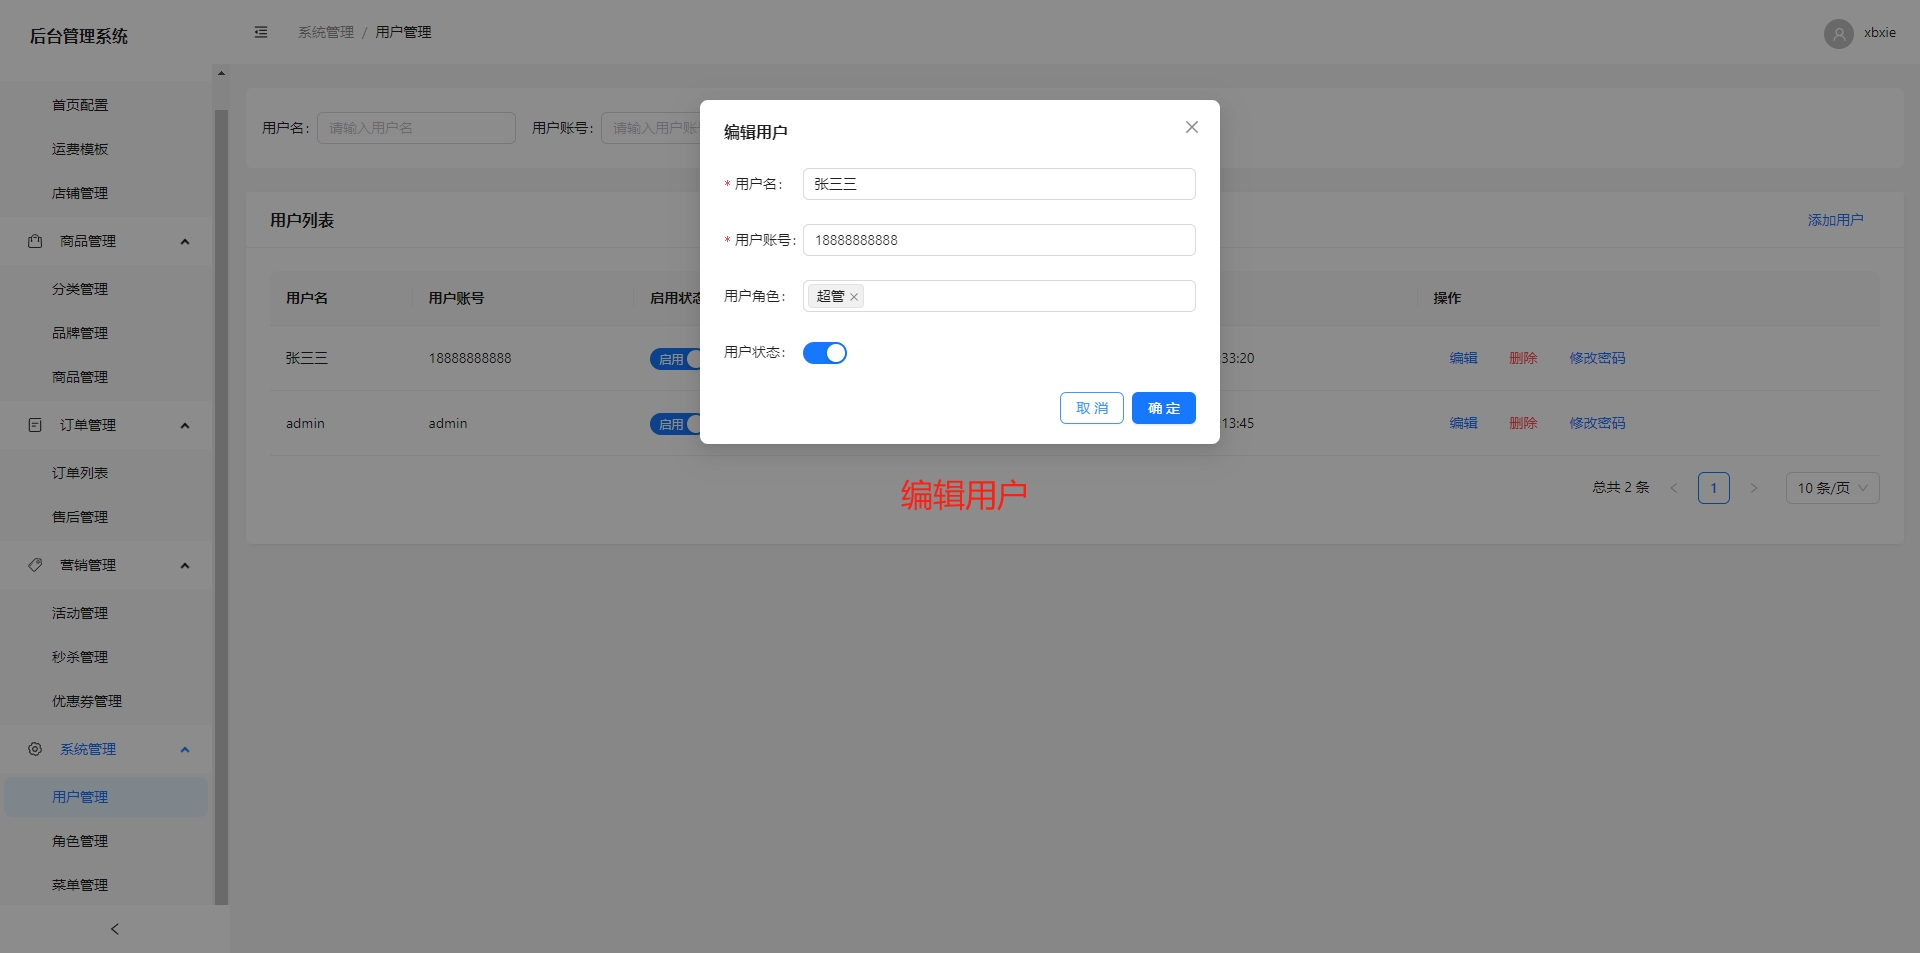 后台管理系统
系统管理 / 用户管理
xbxie
首页配置
运费模板
店铺管理
商品管理
分类管理
品牌管理
商品管理
订单管理
订单列表
售后管理
营销管理
活动管理
秒杀管理
优惠券管理
系统管理
用户管理
角色管理
菜单管理
用户名: 请输入用户名 用户账号: 请输入用户账
用户列表 添加用户
用户名 用户账号 启用状态 操作
张三三 18888888888 启用 33:20 编辑 删除 修改密码
admin admin 启用 13:45 编辑 删除 修改密码
总共 2 条 1 10 条/页
编辑用户
* 用户名: 张三三
* 用户账号: 18888888888
用户角色: 超管
用户状态:
取 消 确 定
编辑用户